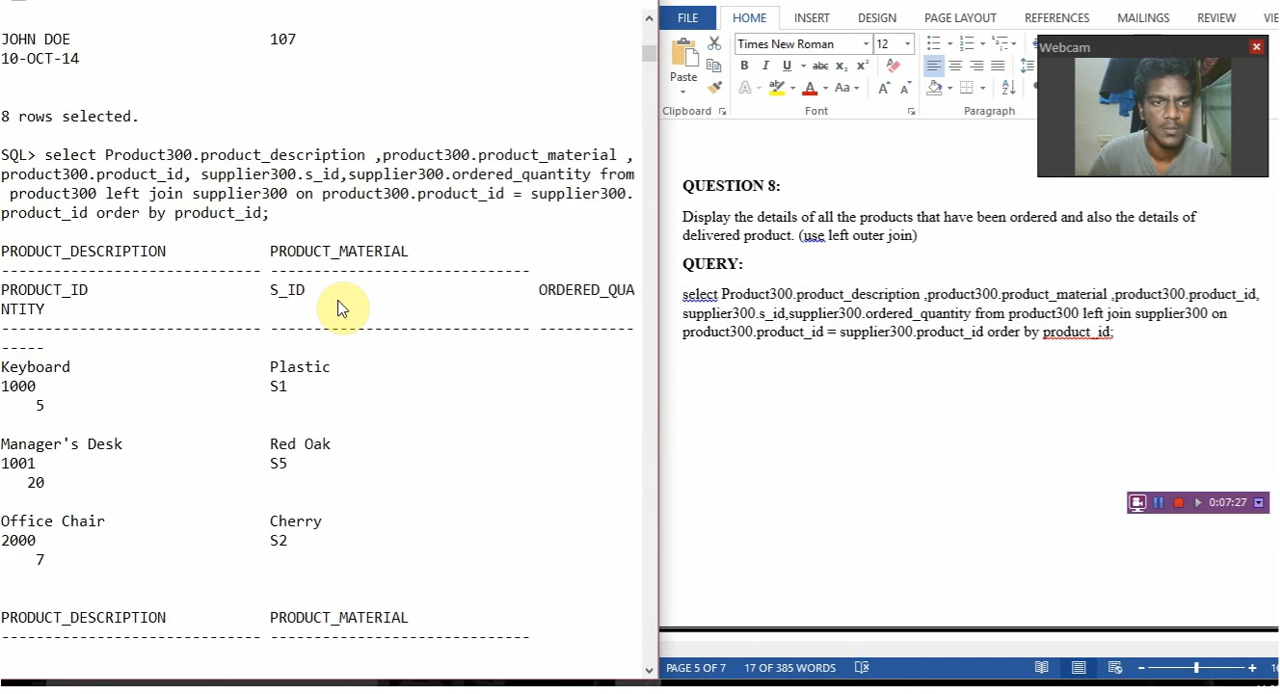 JOHN DOE 107
10-OCT-14
8 rows selected.
SQL> select Product300.product_description ,product300.product_material ,
product300.product_id, supplier300.s_id,supplier300.ordered_quantity from
product300 left join supplier300 on product300.product_id = supplier300.
product_id order by product_id;
PRODUCT_DESCRIPTION PRODUCT_MATERIAL
------------------------------ ------------------------------
PRODUCT_ID S_ID ORDERED_QUA
NTITY
------------------------------ ------------------------------ -----------
-----
Keyboard Plastic
1000 S1
5
Manager's Desk Red Oak
1001 S5
20
Office Chair Cherry
2000 S2
7
PRODUCT_DESCRIPTION PRODUCT_MATERIAL
------------------------------ ------------------------------
FILE HOME INSERT DESIGN PAGE LAYOUT REFERENCES MAILINGS REVIEW VIE
Times New Roman 12
Paste
B I U abc X₂ X²
A A Aa A A
Clipboard Font Paragraph
Webcam
QUESTION 8:
Display the details of all the products that have been ordered and also the details of
delivered product. (use left outer join)
QUERY:
select Product300.product_description ,product300.product_material ,product300.product_id,
supplier300.s_id,supplier300.ordered_quantity from product300 left join supplier300 on
product300.product_id = supplier300.product_id order by product_id;
0:07:27
PAGE 5 OF 7 17 OF 385 WORDS